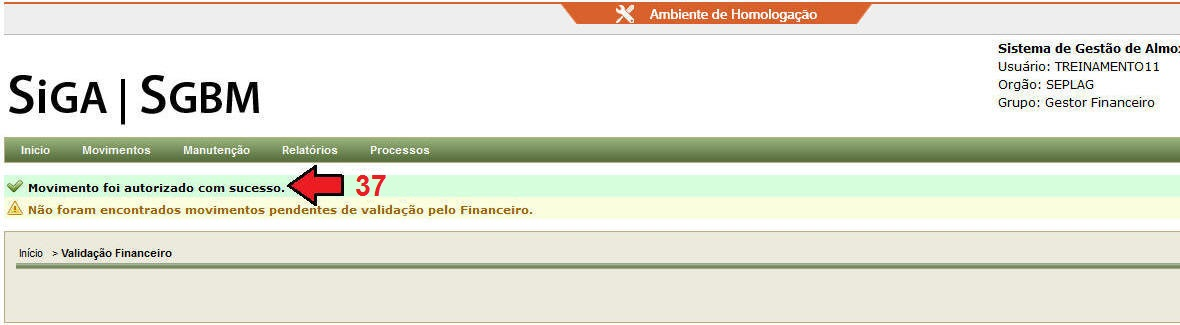 Ambiente de Homologação
Sistema de Gestão de Almo
Usuário: TREINAMENTO11
Orgão: SEPLAG
Grupo: Gestor Financeiro
SIGA | SGBM
Inicio Movimentos Manutenção Relatórios Processos
Movimento foi autorizado com sucesso. 37
Não foram encontrados movimentos pendentes de validação pelo Financeiro.
Início > Validação Financeiro